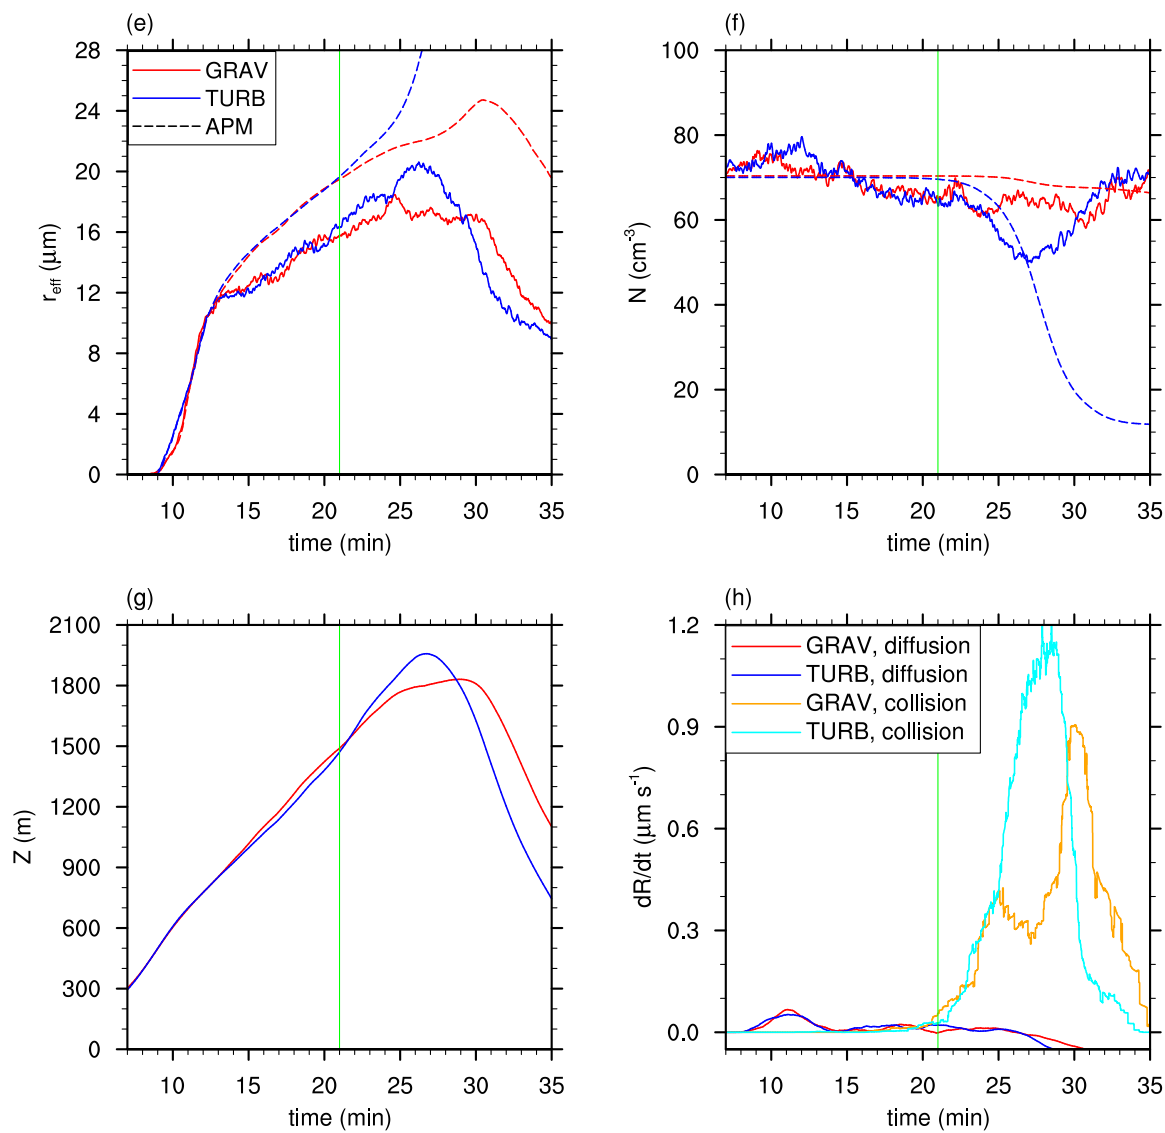 (e)
28
24
20
16
12
8
4
0
r_eff (μm)
GRAV
TURB
APM
10 15 20 25 30 35
time (min)
(f)
100
80
60
40
20
0
N (cm⁻³)
10 15 20 25 30 35
time (min)
(g)
2100
1800
1500
1200
900
600
300
0
Z (m)
10 15 20 25 30 35
time (min)
(h)
1.2
0.9
0.6
0.3
0.0
dR/dt (μm s⁻¹)
GRAV, diffusion
TURB, diffusion
GRAV, collision
TURB, collision
10 15 20 25 30 35
time (min)